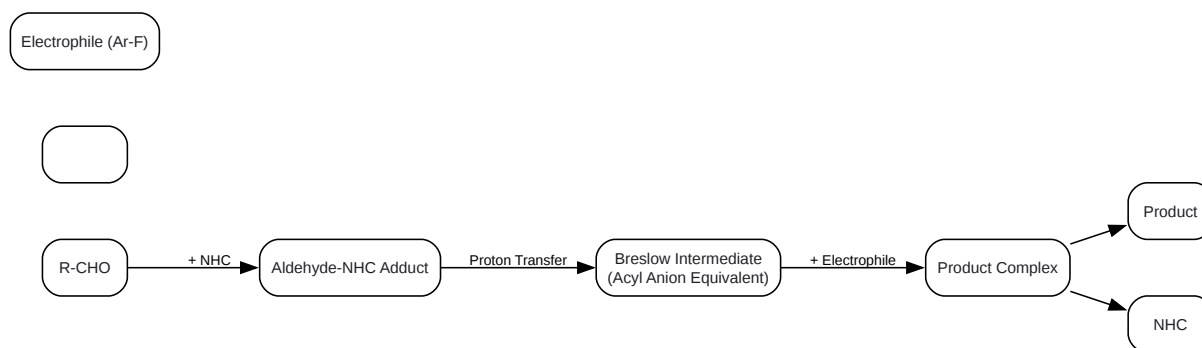 Electrophile (Ar-F)
R-CHO
+ NHC
Aldehyde-NHC Adduct
Proton Transfer
Breslow Intermediate
(Acyl Anion Equivalent)
+ Electrophile
Product Complex
Product
NHC